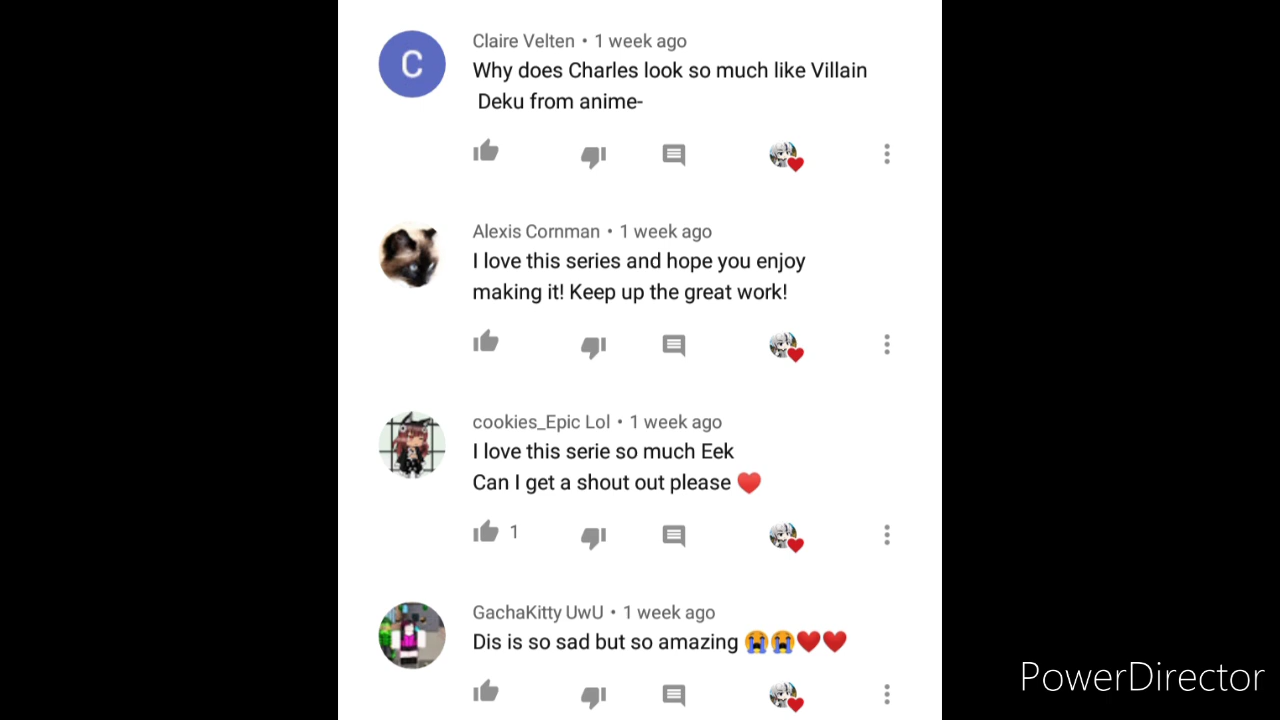 C
Claire Velten • 1 week ago
Why does Charles look so much like Villain
Deku from anime-
Alexis Cornman • 1 week ago
I love this series and hope you enjoy
making it! Keep up the great work!
cookies_Epic Lol • 1 week ago
I love this serie so much Eek
Can I get a shout out please ♥️
1
GachaKitty UwU • 1 week ago
Dis is so sad but so amazing 😭😭♥️♥️
PowerDirector